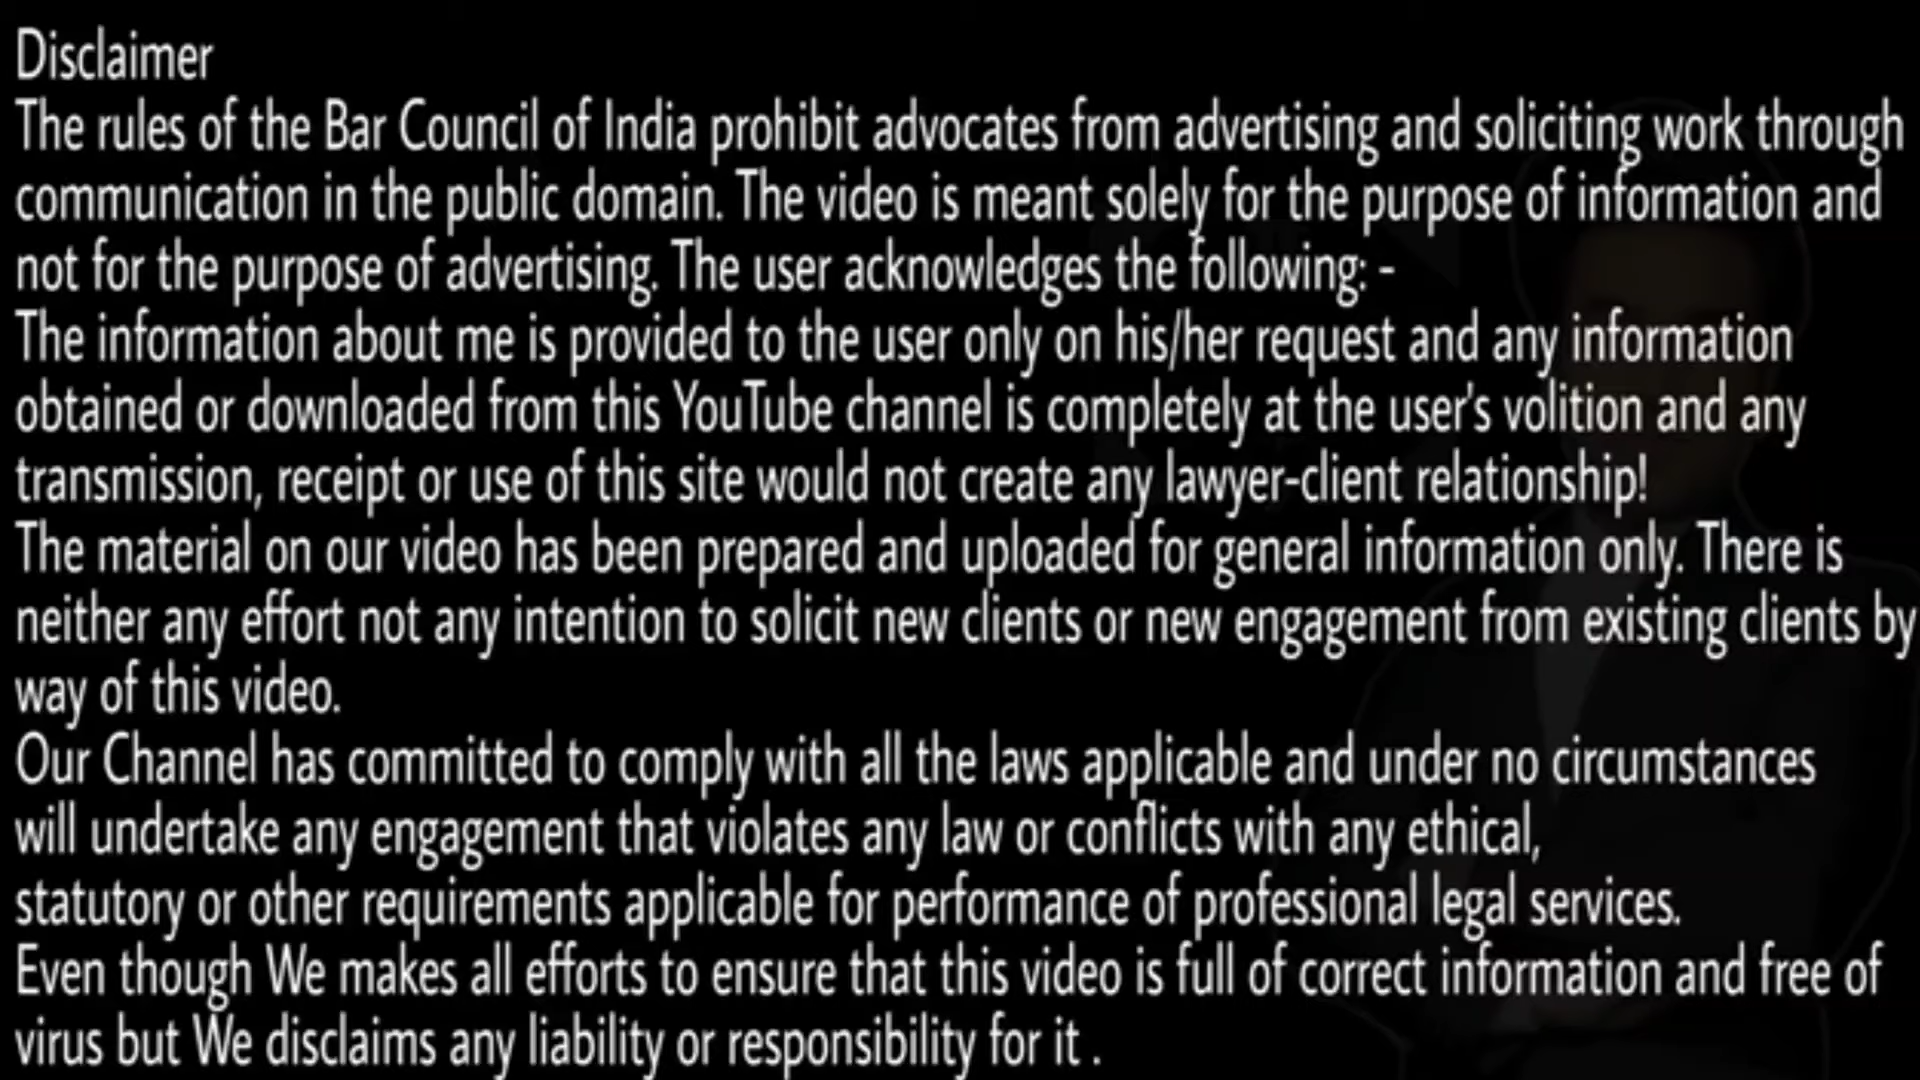 Disclaimer
The rules of the Bar Council of India prohibit advocates from advertising and soliciting work through
communication in the public domain. The video is meant solely for the purpose of information and
not for the purpose of advertising. The user acknowledges the following: -
The information about me is provided to the user only on his/her request and any information
obtained or downloaded from this YouTube channel is completely at the user's volition and any
transmission, receipt or use of this site would not create any lawyer-client relationship!
The material on our video has been prepared and uploaded for general information only. There is
neither any effort not any intention to solicit new clients or new engagement from existing clients by
way of this video.
Our Channel has committed to comply with all the laws applicable and under no circumstances
will undertake any engagement that violates any law or conflicts with any ethical,
statutory or other requirements applicable for performance of professional legal services.
Even though We makes all efforts to ensure that this video is full of correct information and free of
virus but We disclaims any liability or responsibility for it .